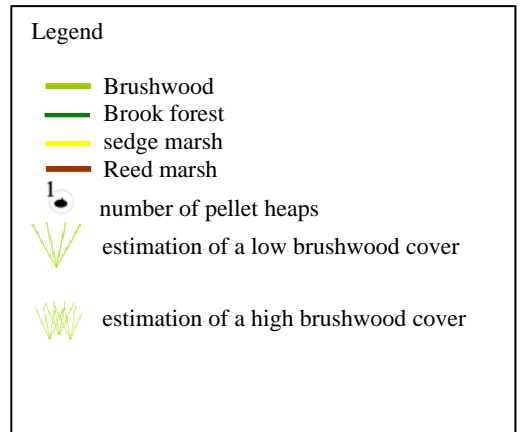 Legend
Brushwood
Brook forest
sedge marsh
Reed marsh
1
number of pellet heaps
estimation of a low brushwood cover
estimation of a high brushwood cover